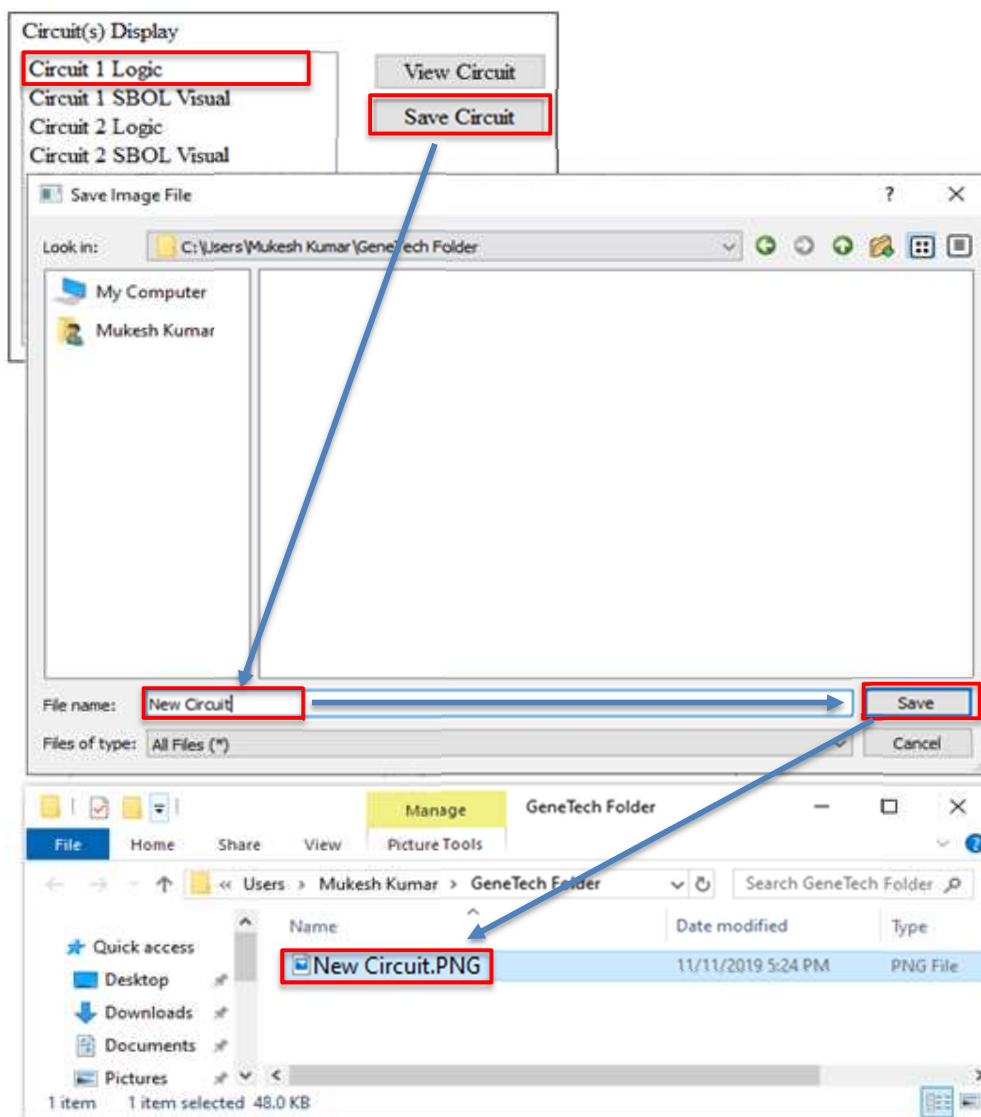 Circuit(s) Display
Circuit 1 Logic
View Circuit
Circuit 1 SBOL Visual
Save Circuit
Circuit 2 Logic
Circuit 2 SBOL Visual
Save Image File ?
Look in: C:\Users\Mukesh Kumar\GeneTech Folder
My Computer
Mukesh Kumar
File name: New Circuit Save
Files of type: All Files (*) Cancel
Manage GeneTech Folder
File Home Share View Picture Tools ?
« Users › Mukesh Kumar › GeneTech Folder Search GeneTech Folder
Name Date modified Type
Quick access
New Circuit.PNG 11/11/2019 5:24 PM PNG File
Desktop
Downloads
Documents
Pictures
1 item 1 item selected 48.0 KB